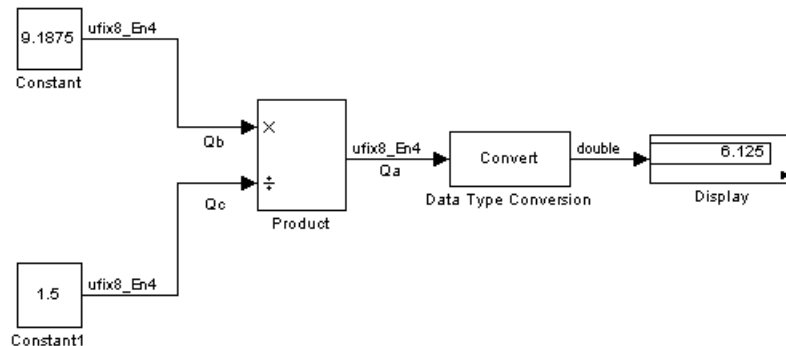 9.1875
ufix8_En4
Constant
Qb
×
÷
Qc
Product
ufix8_En4
Qa
Convert
Data Type Conversion
double
6.125
Display
1.5
ufix8_En4
Constant1